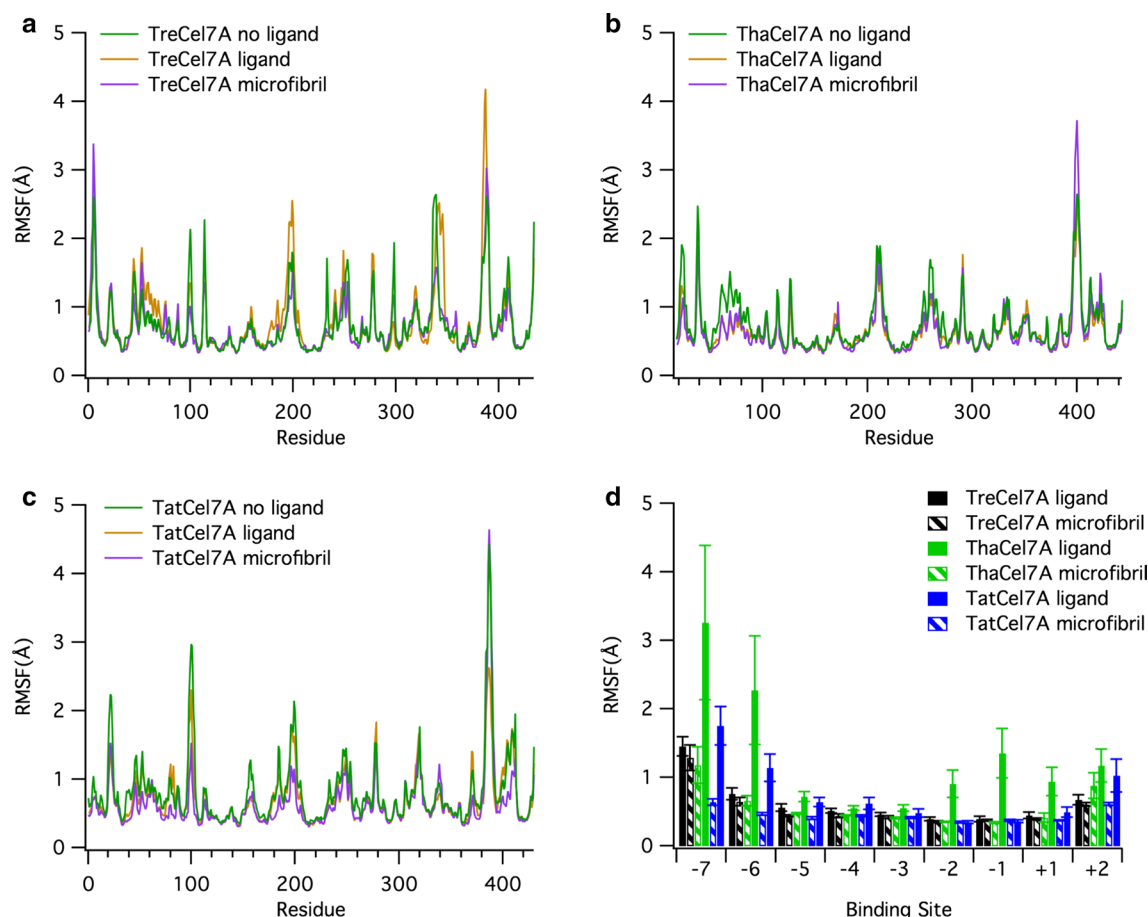 a
TreCel7A no ligand
TreCel7A ligand
TreCel7A microfibril
RMSF(Å)
5
4
3
2
1
0
0 100 200 300 400
Residue
b
ThaCel7A no ligand
ThaCel7A ligand
ThaCel7A microfibril
RMSF(Å)
5
4
3
2
1
0
100 200 300 400
Residue
c
TatCel7A no ligand
TatCel7A ligand
TatCel7A microfibril
RMSF(Å)
5
4
3
2
1
0
0 100 200 300 400
Residue
d
TreCel7A ligand
TreCel7A microfibril
ThaCel7A ligand
ThaCel7A microfibril
TatCel7A ligand
TatCel7A microfibril
RMSF(Å)
5
4
3
2
1
0
-7 -6 -5 -4 -3 -2 -1 +1 +2
Binding Site